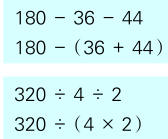 180 − 36 − 44
180 − (36 + 44)
320 ÷ 4 ÷ 2
320 ÷ (4 × 2)